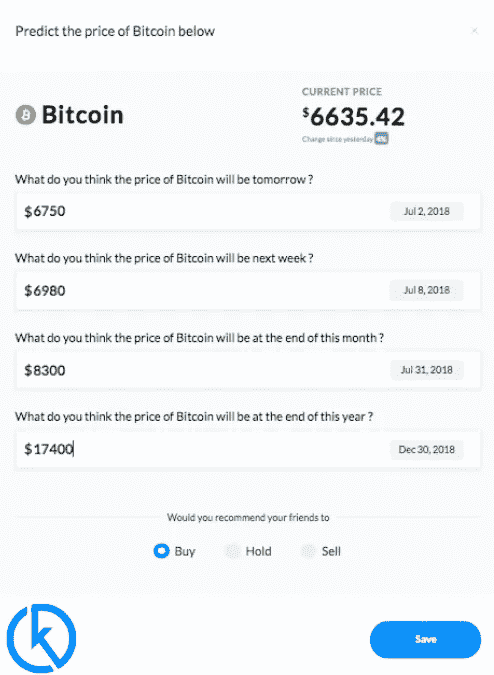 Predict the price of Bitcoin below
×
Bitcoin
CURRENT PRICE
$6635.42
Change since yesterday 4%
What do you think the price of Bitcoin will be tomorrow ?
$6750
Jul 2, 2018
What do you think the price of Bitcoin will be next week ?
$6980
Jul 8, 2018
What do you think the price of Bitcoin will be at the end of this month ?
$8300
Jul 31, 2018
What do you think the price of Bitcoin will be at the end of this year ?
$17400
Dec 30, 2018
Would you recommend your friends to
Buy Hold Sell
k
Save